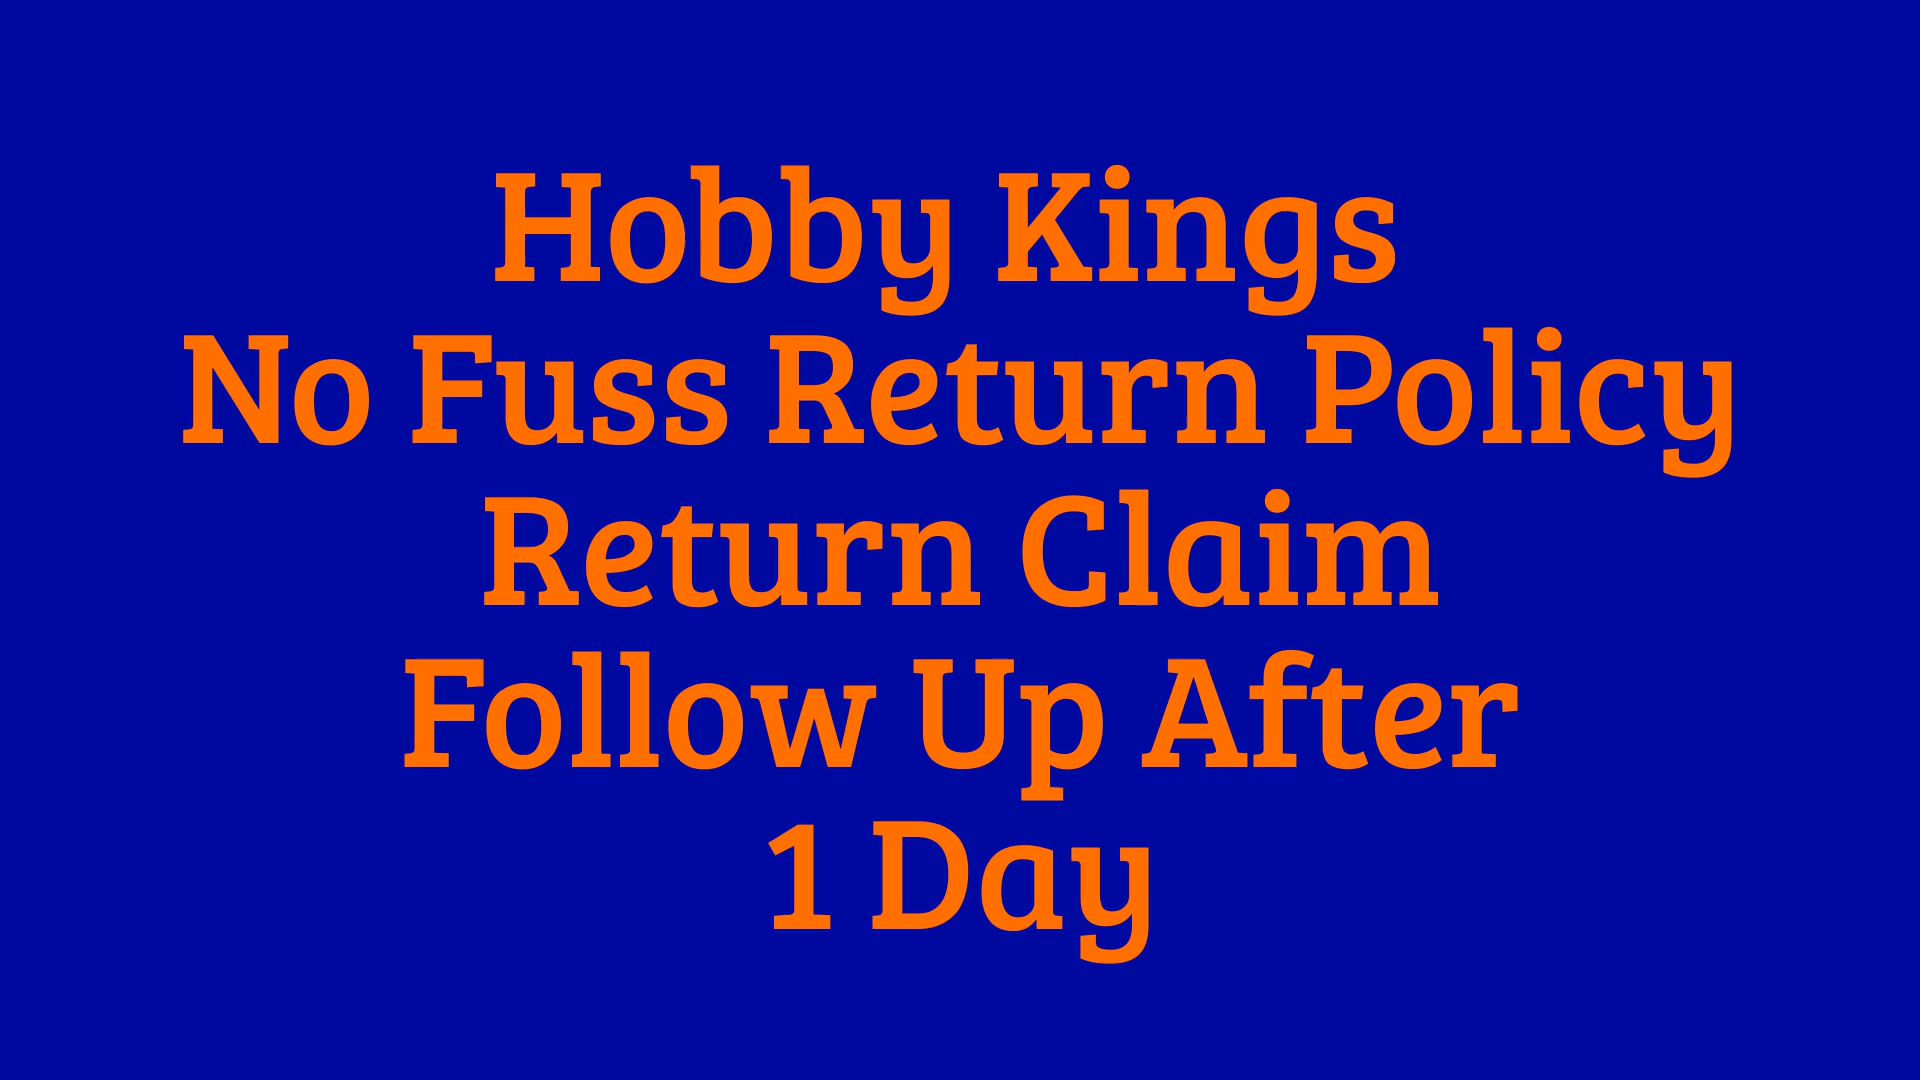 Hobby Kings
No Fuss Return Policy
Return Claim
Follow Up After
1 Day